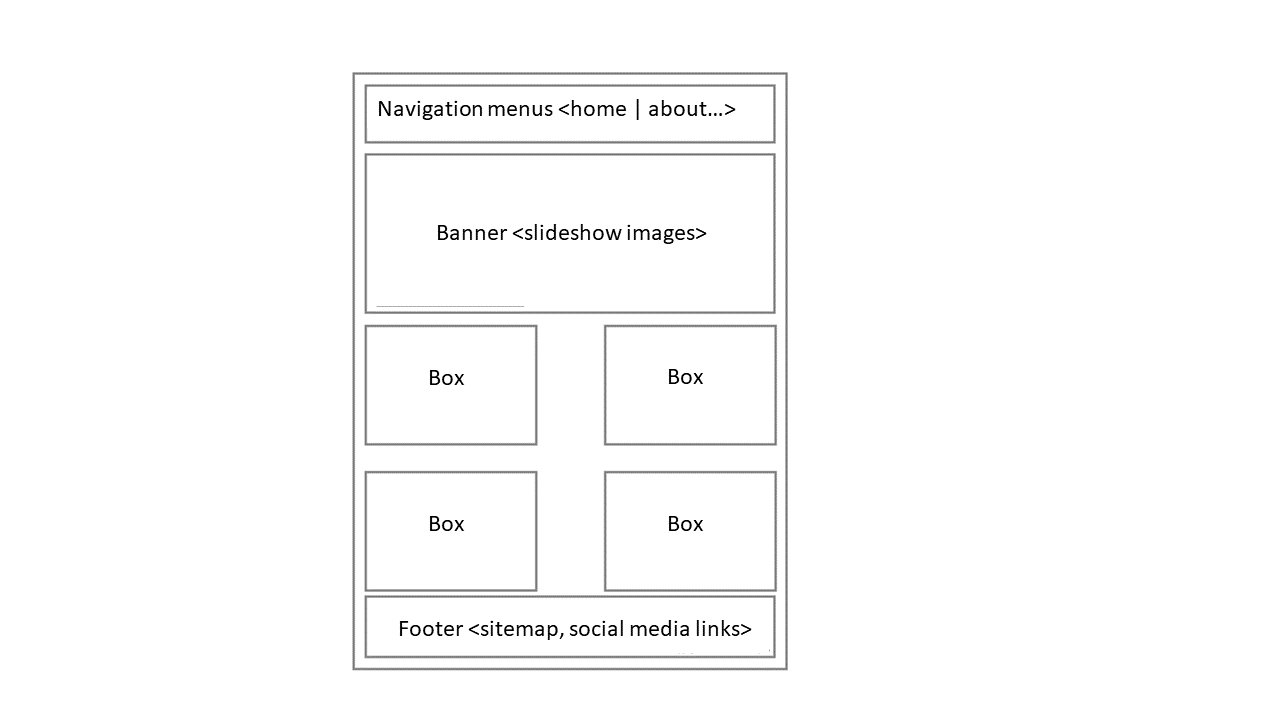 Navigation menus <home | about...>
Banner <slideshow images>
Box
Box
Box
Box
Footer <sitemap, social media links>